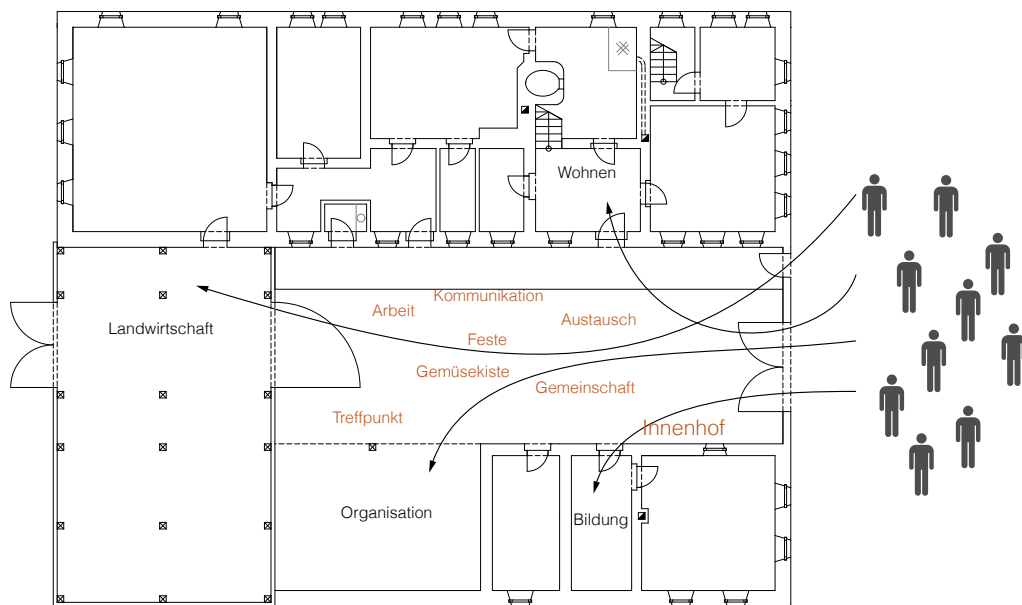 Wohnen
Kommunikation
Arbeit
Austausch
Landwirtschaft
Feste
Gemüsekiste
Gemeinschaft
Treffpunkt
Innenhof
Organisation
Bildung